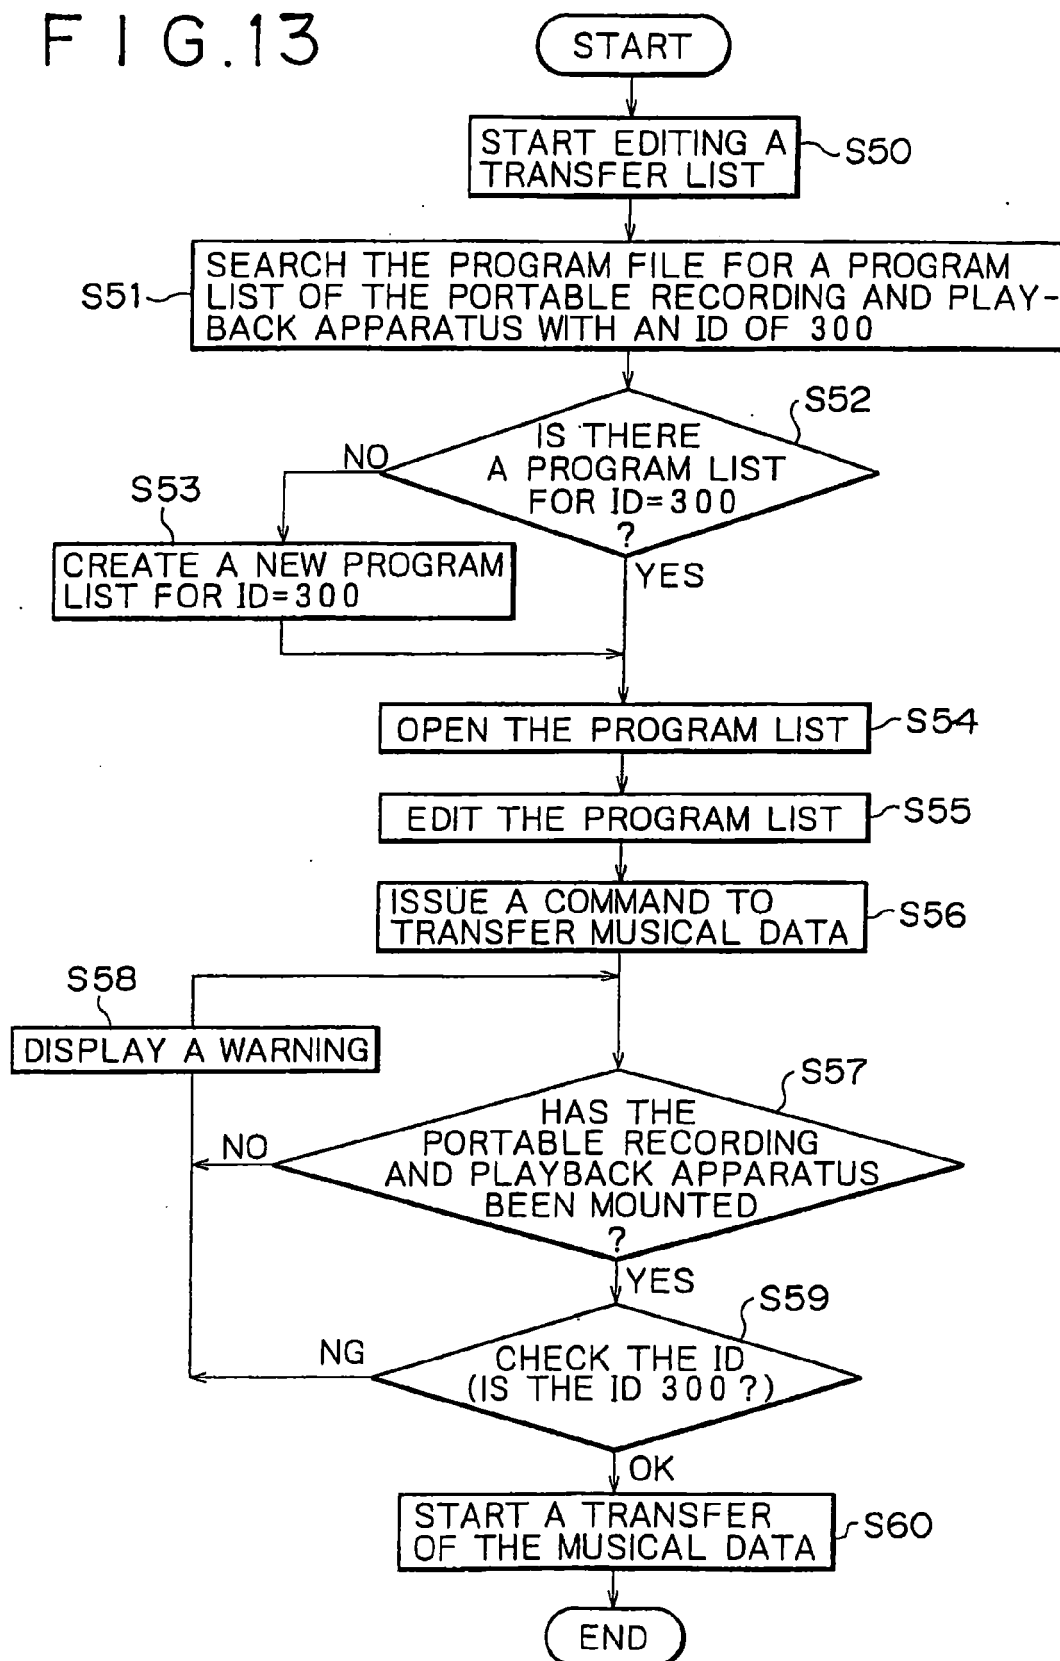 FIG.13
START
START EDITING A
TRANSFER LIST
S50
SEARCH THE PROGRAM FILE FOR A PROGRAM
LIST OF THE PORTABLE RECORDING AND PLAY-
BACK APPARATUS WITH AN ID OF 300
S51
S52
IS THERE
A PROGRAM LIST
FOR ID=300
?
NO
YES
S53
CREATE A NEW PROGRAM
LIST FOR ID=300
OPEN THE PROGRAM LIST
S54
EDIT THE PROGRAM LIST
S55
ISSUE A COMMAND TO
TRANSFER MUSICAL DATA
S56
S58
DISPLAY A WARNING
S57
HAS THE
PORTABLE RECORDING
AND PLAYBACK APPARATUS
BEEN MOUNTED
?
NO
YES
S59
CHECK THE ID
(IS THE ID 300?)
NG
OK
START A TRANSFER
OF THE MUSICAL DATA
S60
END